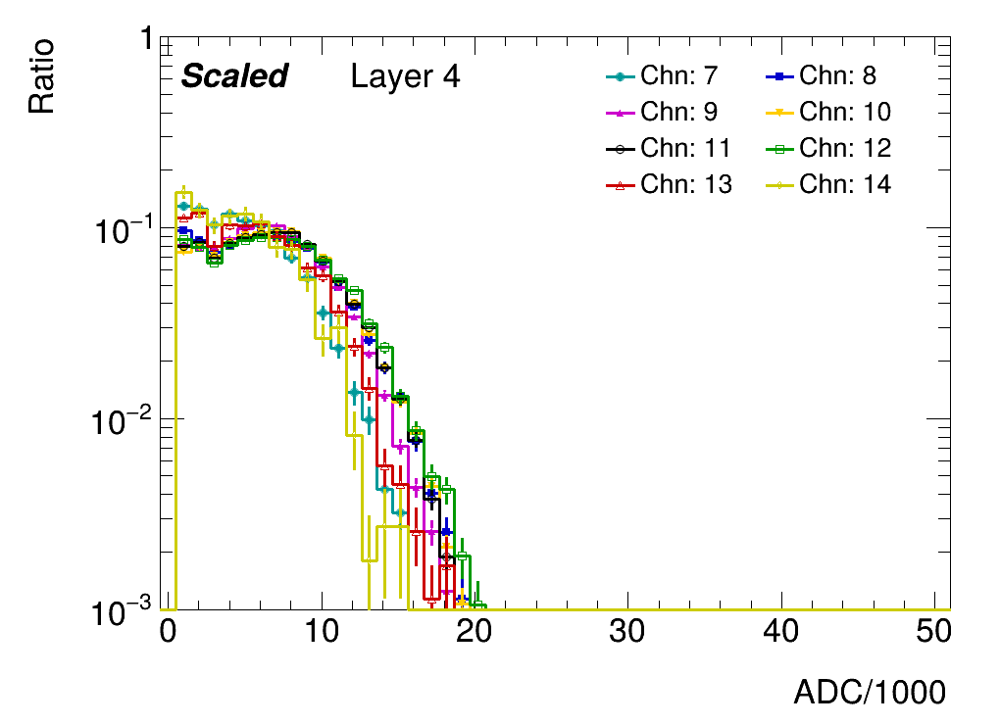 Ratio
Scaled Layer 4
Chn: 7 Chn: 8
Chn: 9 Chn: 10
Chn: 11 Chn: 12
Chn: 13 Chn: 14
1
10⁻¹
10⁻²
10⁻³
0 10 20 30 40 50
ADC/1000